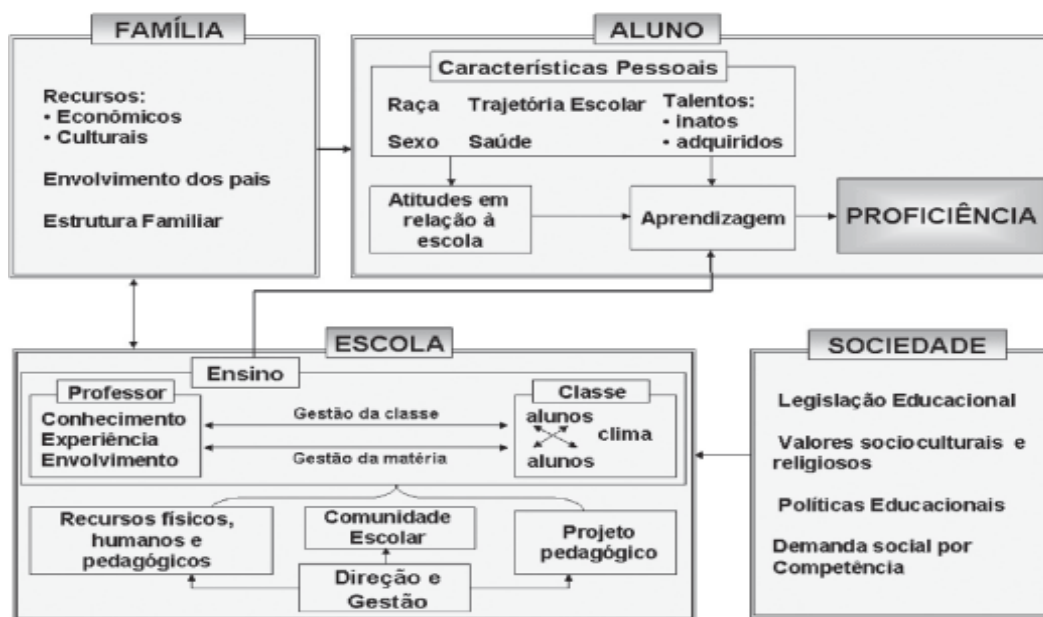 FAMÍLIA
Recursos:
• Econômicos
• Culturais
Envolvimento dos pais
Estrutura Familiar
ALUNO
Características Pessoais
Raça Trajetória Escolar
Sexo Saúde
Talentos:
• inatos
• adquiridos
Atitudes em
relação à
escola
Aprendizagem
PROFICIÊNCIA
ESCOLA
Ensino
Professor
Conhecimento
Experiência
Envolvimento
Gestão da classe
Gestão da matéria
Classe
alunos
clima
alunos
Recursos físicos,
humanos e
pedagógicos
Comunidade
Escolar
Projeto
pedagógico
Direção e
Gestão
SOCIEDADE
Legislação Educacional
Valores socioculturais e
religiosos
Políticas Educacionais
Demanda social por
Competência